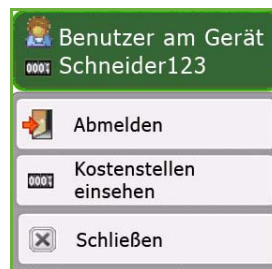 Benutzer am Gerät
Schneider123
Abmelden
Kostenstellen
einsehen
Schließen